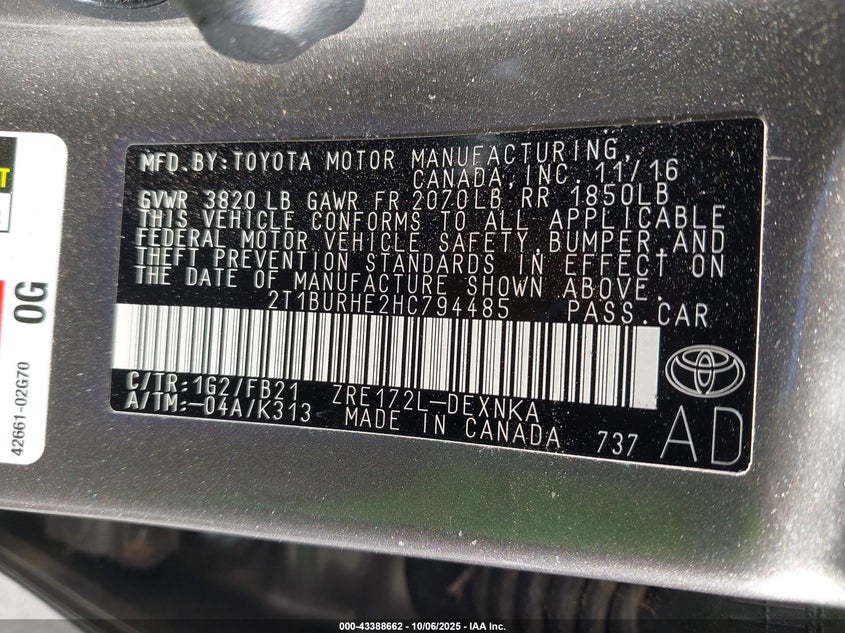 MFD.BY:TOYOTA MOTOR MANUFACTURING,
CANADA,INC. 11/16
GVWR 3820 LB GAWR FR 2070LB RR 1850LB
THIS VEHICLE CONFORMS TO ALL APPLICABLE
FEDERAL MOTOR VEHICLE SAFETY,BUMPER,AND
THEFT PREVENTION STANDARDS IN EFFECT ON
THE DATE OF MANUFACTURE SHOWN ABOVE.
2T1BURHE2HC794485 PASS.CAR
C/TR:1G2/FB21 ZRE172L-DEXNKA
A/TM:-04A/K313 MADE IN CANADA 737
AD
0G
42661-02G70
000-43388662 - 10/06/2025 - IAA Inc.